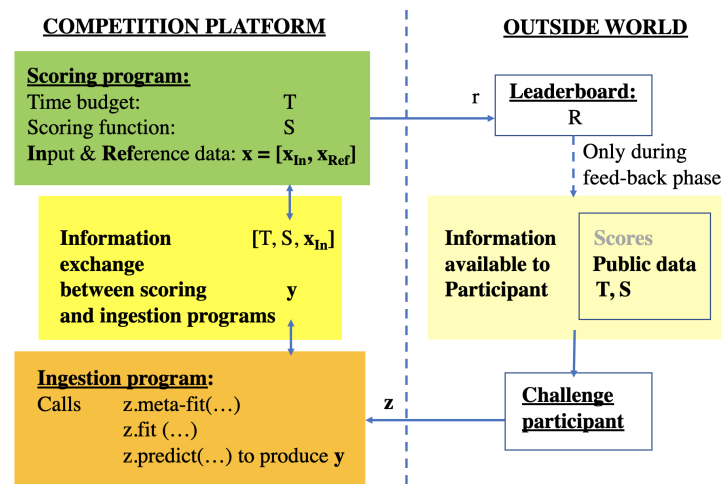 COMPETITION PLATFORM
Scoring program:
Time budget: T
Scoring function: S
Input & Reference data: x = [xIn, xRef]
Information [T, S, xIn]
exchange
between scoring y
and ingestion programs
Ingestion program:
Calls z.meta-fit(…)
z.fit (…)
z.predict(…) to produce y
OUTSIDE WORLD
r
Leaderboard:
R
Only during
feed-back phase
Information
available to
Participant
Scores
Public data
T, S
z
Challenge
participant